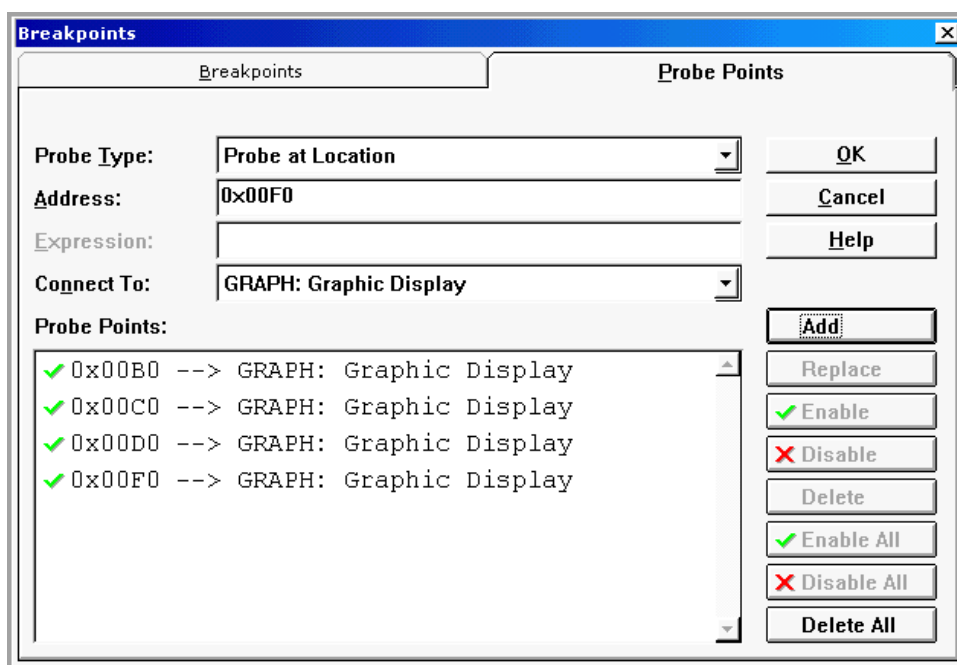 Breakpoints
Breakpoints Probe Points
Probe Type: Probe at Location OK
Address: 0x00F0 Cancel
Expression: Help
Connect To: GRAPH: Graphic Display
Probe Points: Add
0x00B0 --> GRAPH: Graphic Display Replace
0x00C0 --> GRAPH: Graphic Display Enable
0x00D0 --> GRAPH: Graphic Display Disable
0x00F0 --> GRAPH: Graphic Display Delete
Enable All
Disable All
Delete All